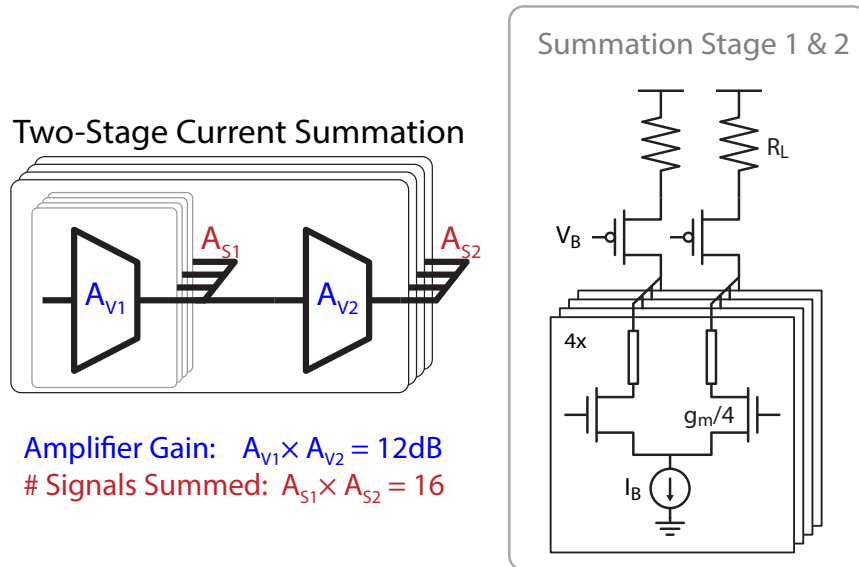 Two-Stage Current Summation
A_S1
A_S2
A_V1
A_V2
Amplifier Gain: A_V1 × A_V2 = 12dB
# Signals Summed: A_S1 × A_S2 = 16
Summation Stage 1 & 2
R_L
V_B
4x
g_m/4
I_B